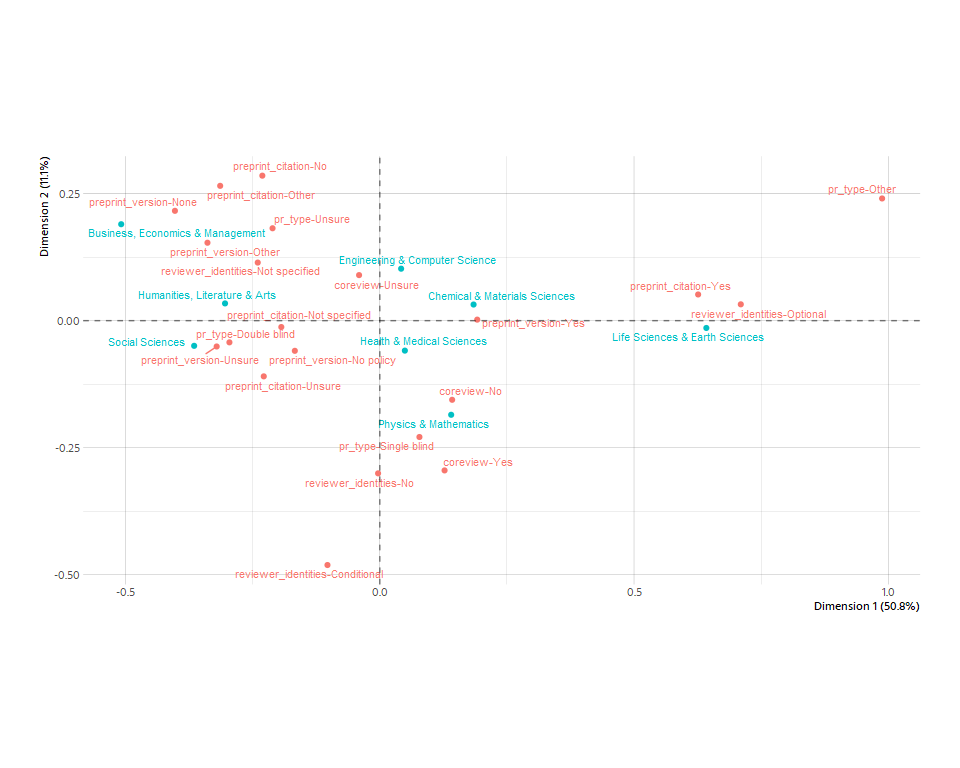 Dimension 2 (11.1%)
0.25
0.00
-0.25
-0.50
preprint_citation-No
pr_type-Other
preprint_citation-Other
preprint_version-None
pr_type-Unsure
Business, Economics & Management
preprint_version-Other
Engineering & Computer Science
reviewer_identities-Not specified
coreview-Unsure
preprint_citation-Yes
Humanities, Literature & Arts
Chemical & Materials Sciences
preprint_citation-Not specified
reviewer_identities-Optional
preprint_version-Yes
pr_type-Double blind
Life Sciences & Earth Sciences
Social Sciences
Health & Medical Sciences
preprint_version-Unsure
preprint_version-No policy
preprint_citation-Unsure
coreview-No
Physics & Mathematics
pr_type-Single blind
coreview-Yes
reviewer_identities-No
reviewer_identities-Conditional
-0.5
0.0
0.5
1.0
Dimension 1 (50.8%)